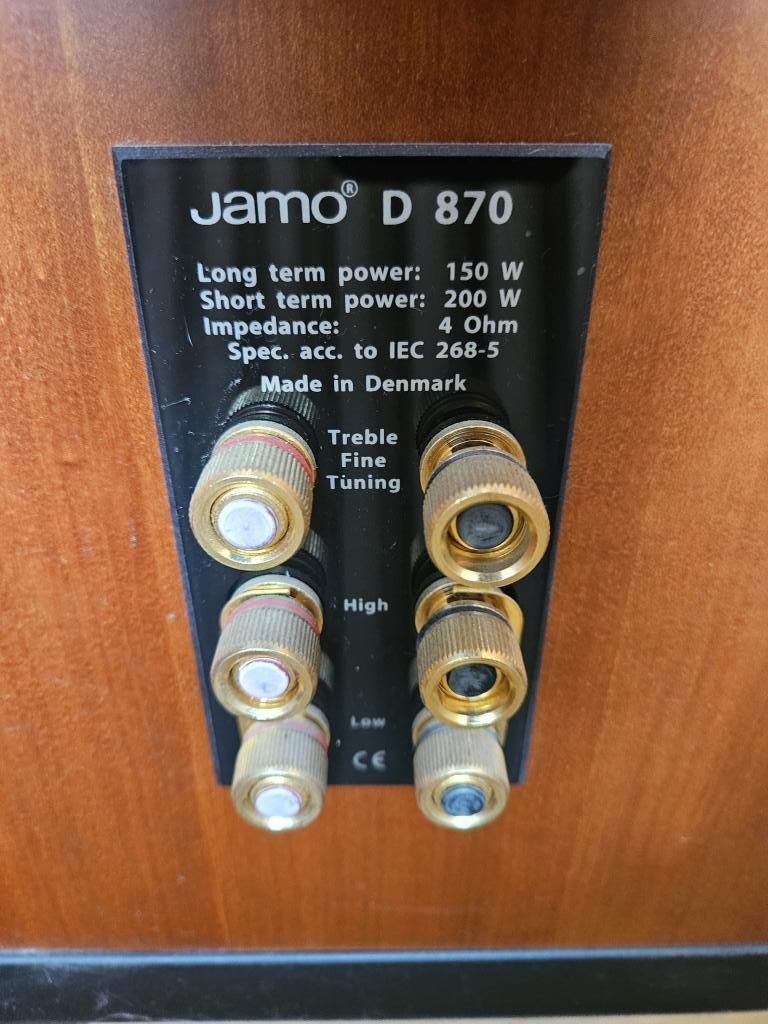 Jamo® D 870
Long term power: 150 W
Short term power: 200 W
Impedance: 4 Ohm
Spec. acc. to IEC 268-5
Made in Denmark
Treble
Fine
Tuning
High
Low
CE